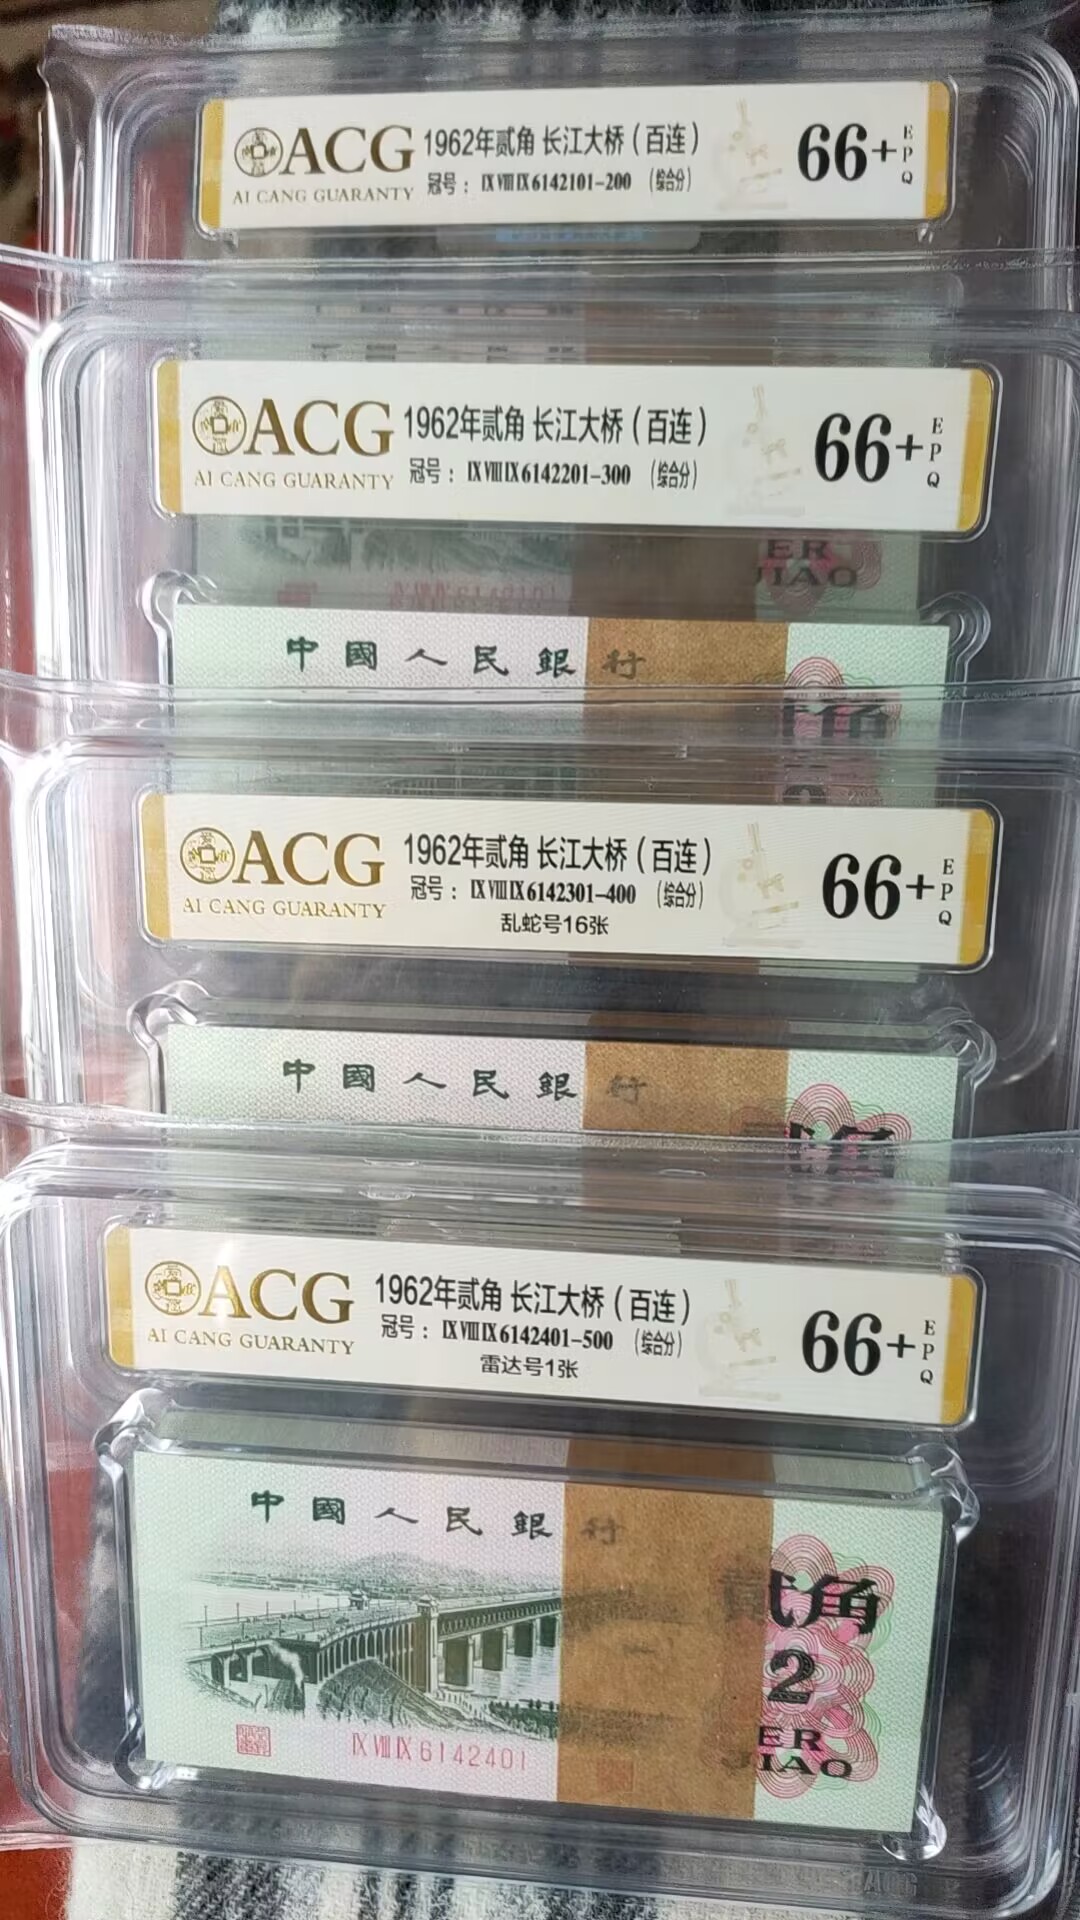 ACG 1962年贰角 长江大桥（百连） 66+ EPQ
AI CANG GUARANTY 冠号：IX VIII IX 6142101-200 （综合分）
ACG 1962年贰角 长江大桥（百连） 66+ EPQ
AI CANG GUARANTY 冠号：IX VIII IX 6142201-300 （综合分）
ER
JIAO
中國人民銀行
贰角
ACG 1962年贰角 长江大桥（百连） 66+ EPQ
AI CANG GUARANTY 冠号：IX VIII IX 6142301-400 （综合分）
乱蛇号16张
中國人民銀行
ACG 1962年贰角 长江大桥（百连） 66+ EPQ
AI CANG GUARANTY 冠号：IX VIII IX 6142401-500 （综合分）
雷达号1张
中國人民銀行
贰角
2
ER
JIAO
IX VIII IX 6142401